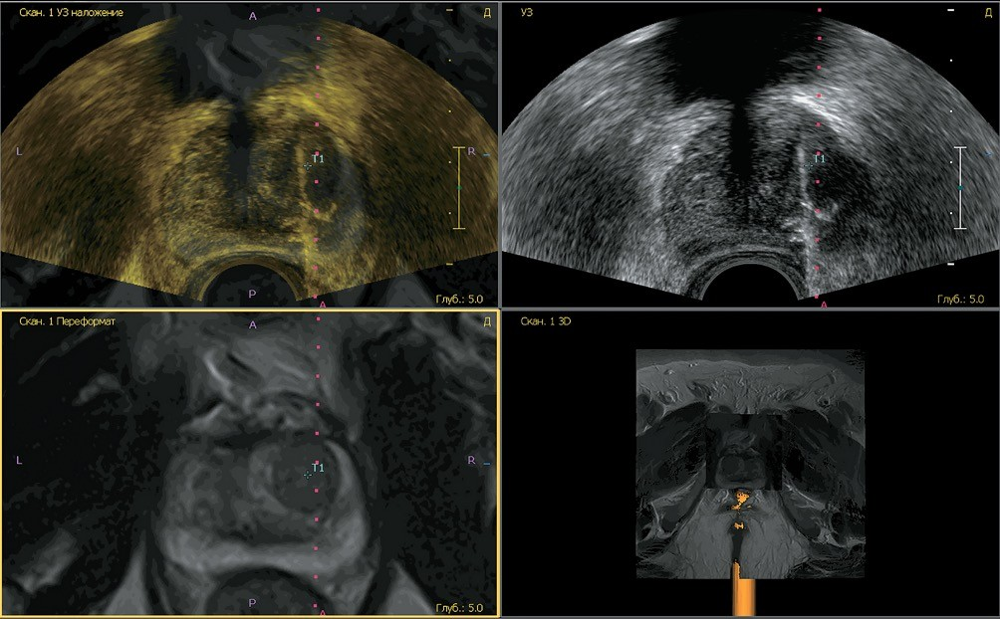 Скан. 1 УЗ наложение
A
Д
L
R
T1
P
A
Глуб.: 5.0
УЗ
Д
T1
A
Глуб.: 5.0
Скан. 1 Переформат
A
Д
L
R
T1
P
A
Глуб.: 5.0
Скан. 1 3D